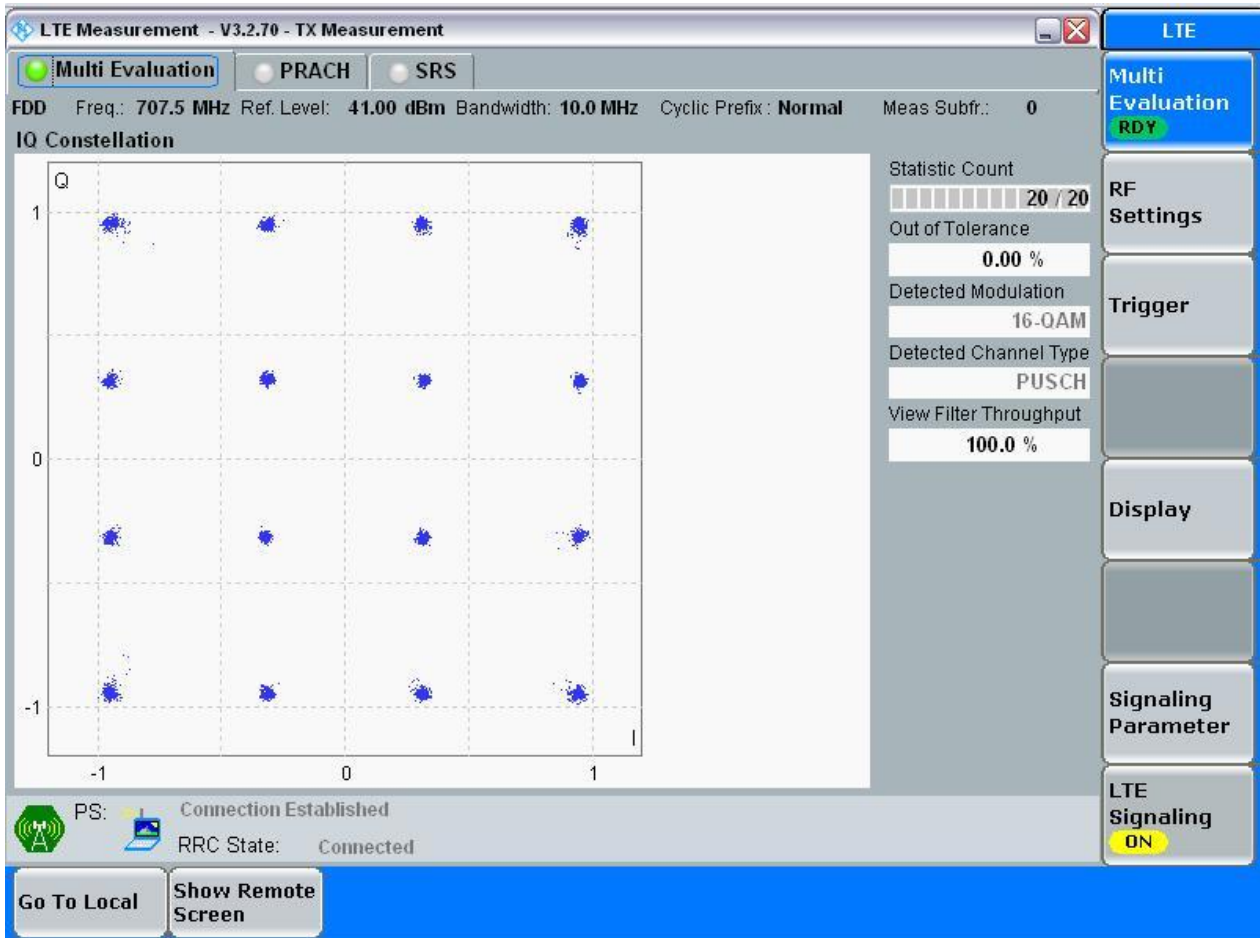 LTE Measurement - V3.2.70 - TX Measurement
LTE
Multi Evaluation PRACH SRS
FDD Freq.: 707.5 MHz Ref. Level: 41.00 dBm Bandwidth: 10.0 MHz Cyclic Prefix : Normal Meas Subfr.: 0
IQ Constellation
Q
1
0
-1
I
-1 0 1
Statistic Count
20 / 20
Out of Tolerance
0.00 %
Detected Modulation
16-QAM
Detected Channel Type
PUSCH
View Filter Throughput
100.0 %
Multi
Evaluation
RDY
RF
Settings
Trigger
Display
Signaling
Parameter
LTE
Signaling
ON
PS: Connection Established
RRC State: Connected
Go To Local
Show Remote
Screen